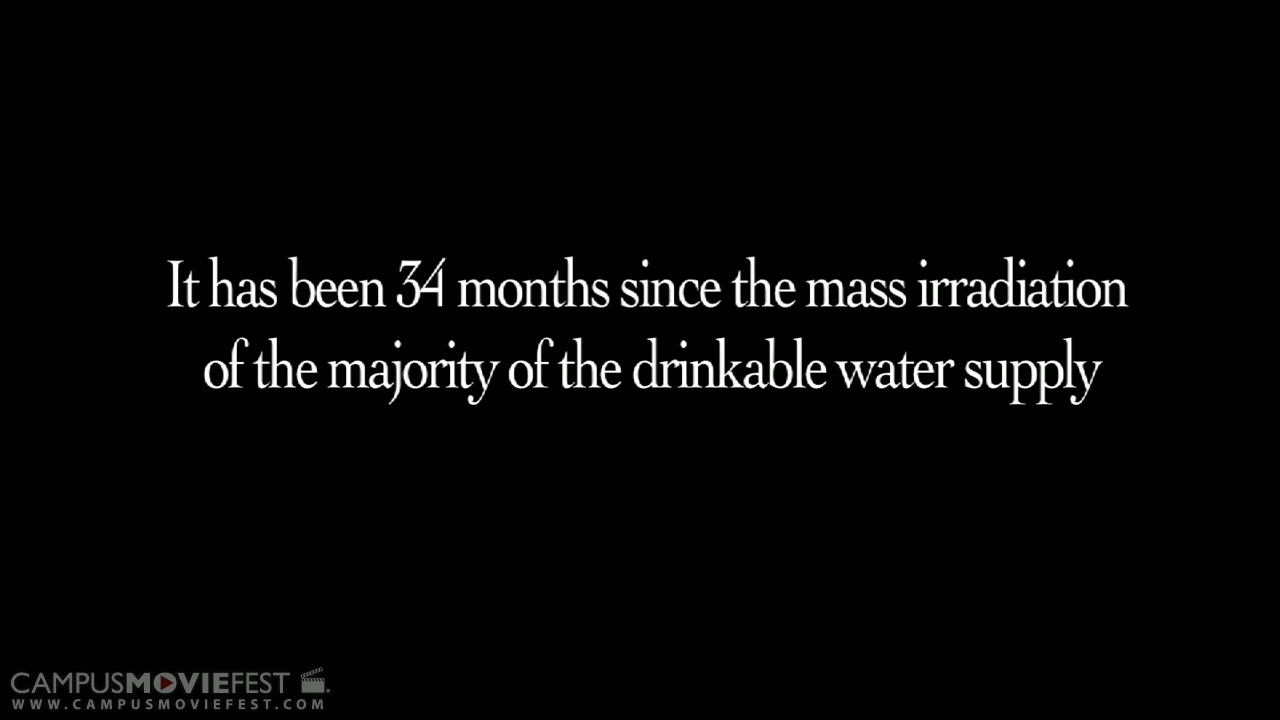 It has been 34 months since the mass irradiation
of the majority of the drinkable water supply
CAMPUSMOVIEFEST
WWW.CAMPUSMOVIEFEST.COM